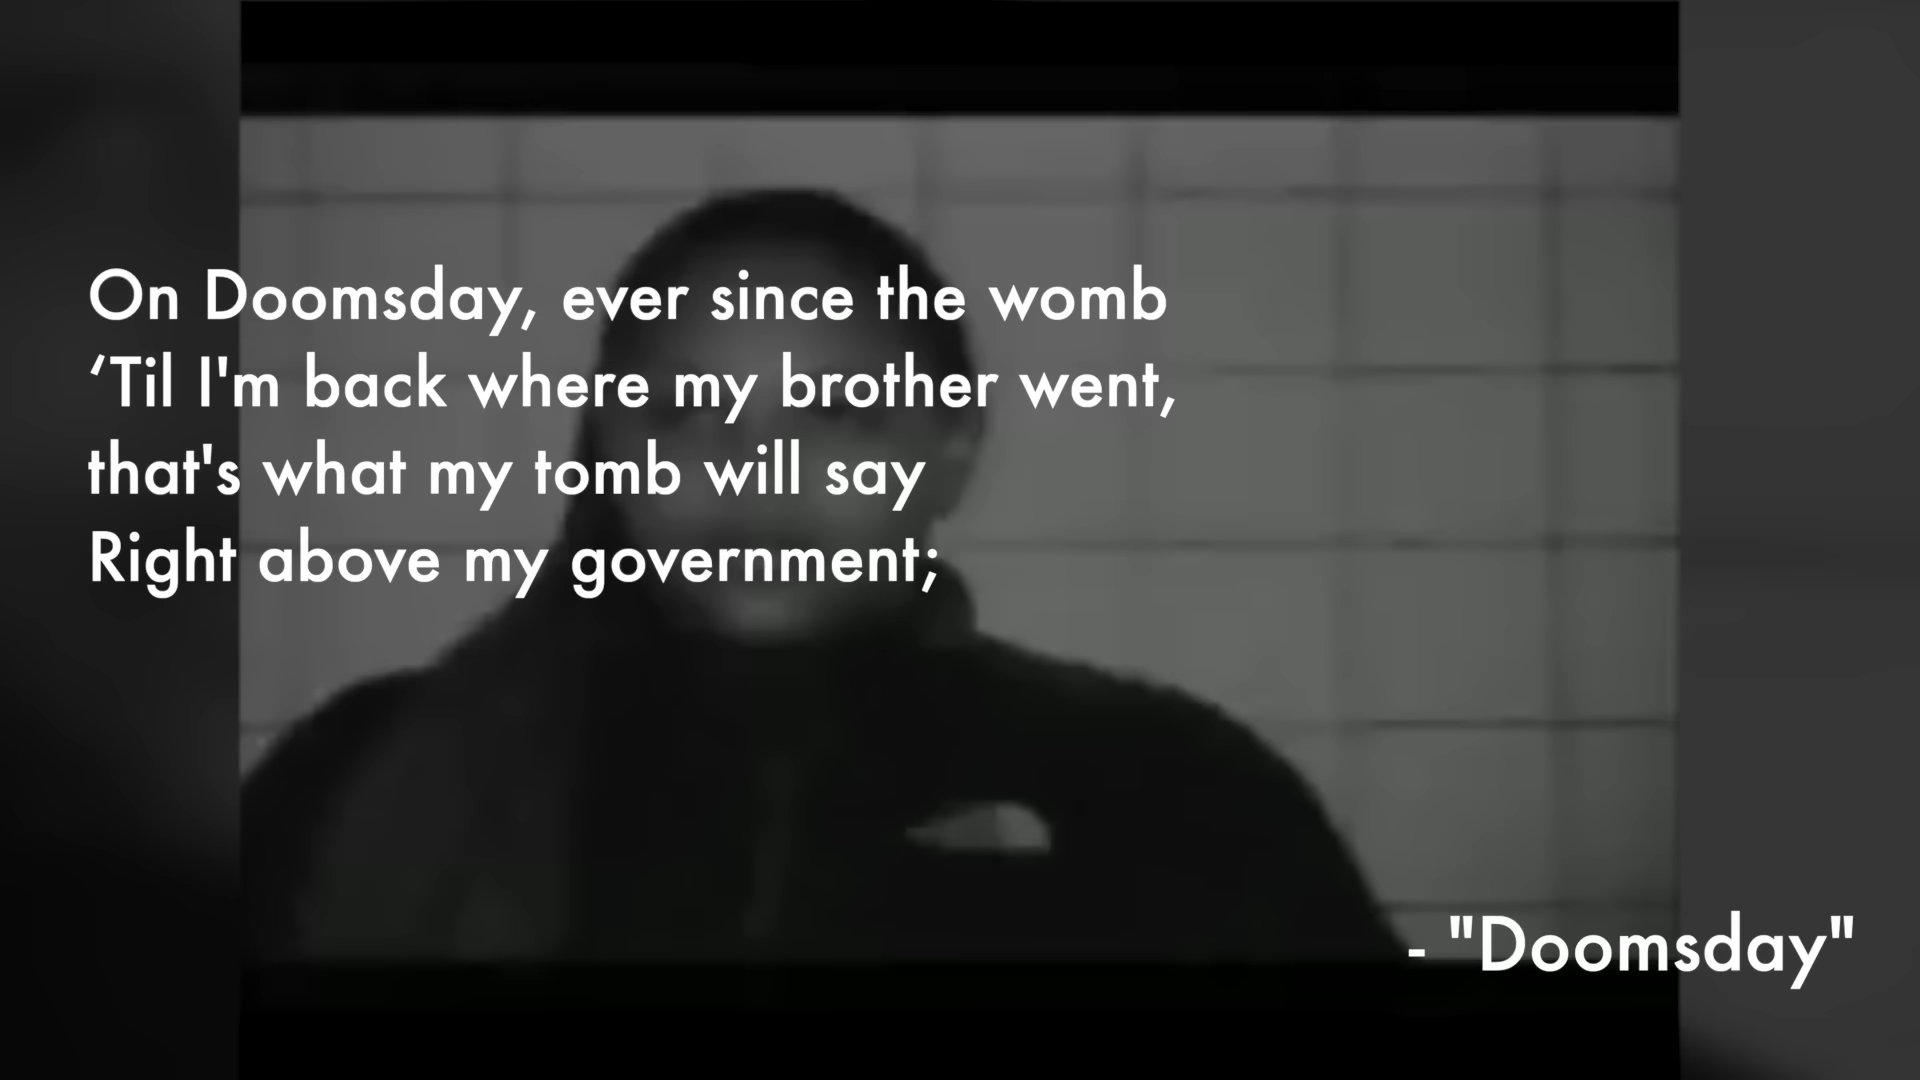 On Doomsday, ever since the womb
‘Til I'm back where my brother went,
that's what my tomb will say
Right above my government;
- "Doomsday"